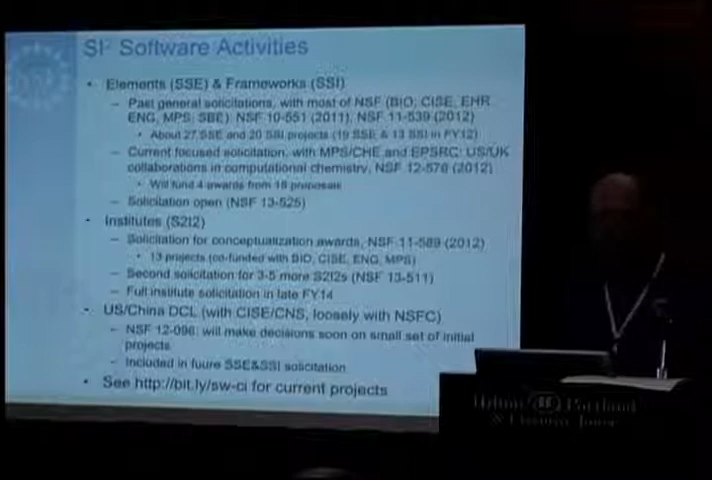 SI² Software Activities
• Elements (SSE) & Frameworks (SSI)
– Past general solicitations, with most of NSF (BIO, CISE, EHR,
ENG, MPS, SBE): NSF 10-551 (2011), NSF 11-539 (2012)
• About 27 SSE and 20 SSI projects (19 SSE & 13 SSI in FY12)
– Current focused solicitation, with MPS/CHE and EPSRC: US/UK
collaborations in computational chemistry, NSF 12-576 (2012)
• Will fund 4 awards from 18 proposals
– Solicitation open (NSF 13-525)
• Institutes (S2I2)
– Solicitation for conceptualization awards, NSF 11-589 (2012)
• 13 projects (co-funded with BIO, CISE, ENG, MPS)
– Second solicitation for 3-5 more S2I2s (NSF 13-511)
– Full institute solicitation in late FY14
• US/China DCL (with CISE/CNS, loosely with NSFC)
– NSF 12-096: will make decisions soon on small set of initial
projects
– Included in fuure SSE&SSI solicitation
• See http://bit.ly/sw-ci for current projects
Hilton Portland
& Executive Tower